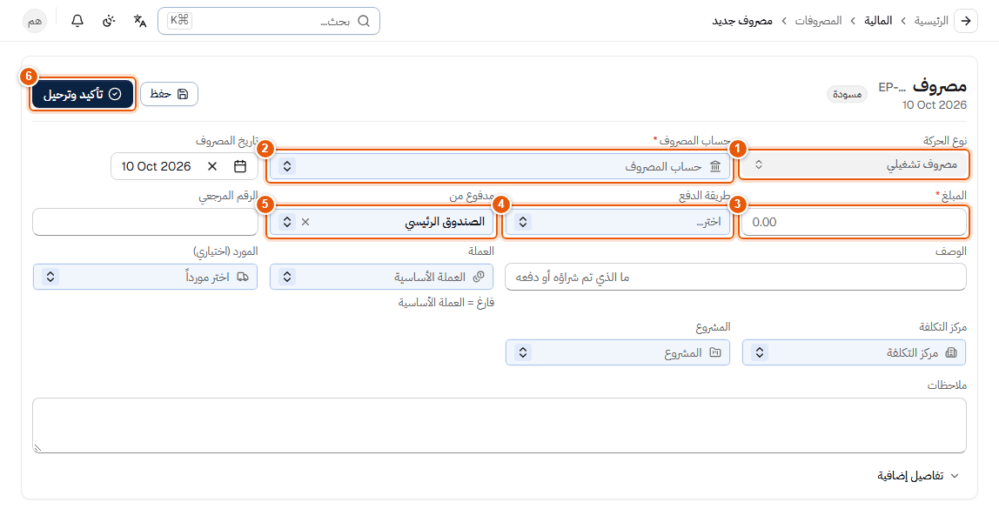 الرئيسية > المالية > المصروفات > مصروف جديد
بحث... ⌘K
هم
مصروف EP-...
مسودة
10 Oct 2026
حفظ
تأكيد وترحيل
6
نوع الحركة
مصروف تشغيلي
1
حساب المصروف *
حساب المصروف
2
تاريخ المصروف
10 Oct 2026
المبلغ *
0.00
3
طريقة الدفع
اختر...
4
مدفوع من
الصندوق الرئيسي
5
الرقم المرجعي
الوصف
ما الذي تم شراؤه أو دفعه
العملة
العملة الأساسية
فارغ = العملة الأساسية
المورد (اختياري)
اختر مورداً
مركز التكلفة
مركز التكلفة
المشروع
المشروع
ملاحظات
تفاصيل إضافية